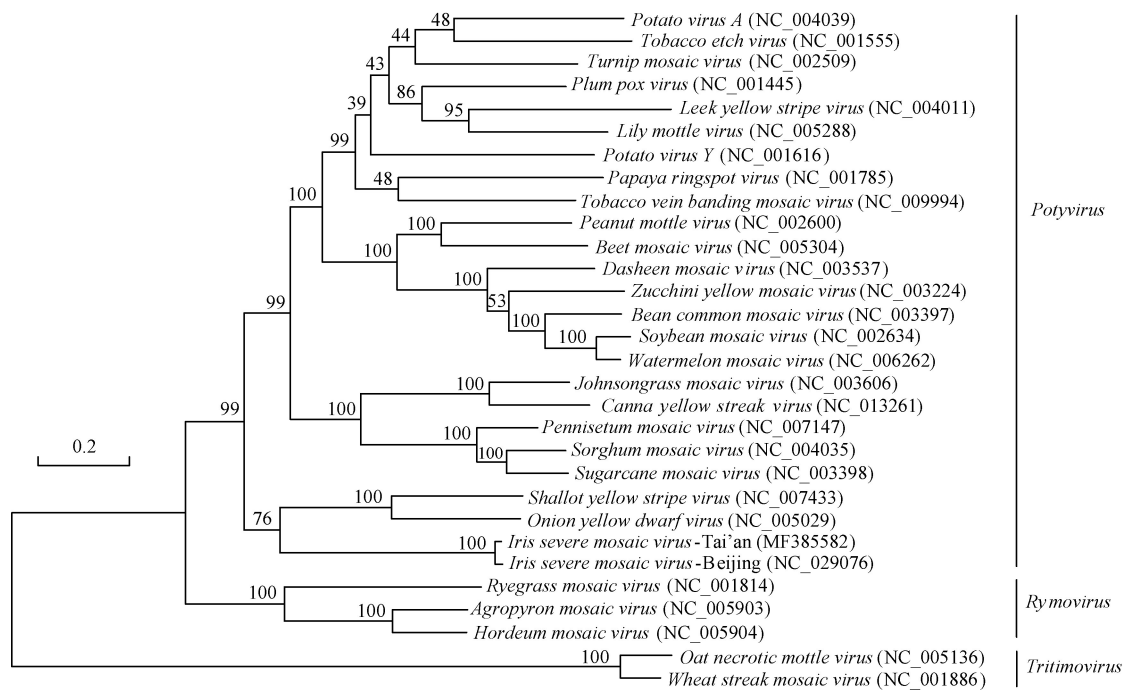 48
Potato virus A (NC_004039)
44
Tobacco etch virus (NC_001555)
43
Turnip mosaic virus (NC_002509)
86
Plum pox virus (NC_001445)
39
95
Leek yellow stripe virus (NC_004011)
Lily mottle virus (NC_005288)
99
Potato virus Y (NC_001616)
48
Papaya ringspot virus (NC_001785)
100
Tobacco vein banding mosaic virus (NC_009994)
Potyvirus
100
Peanut mottle virus (NC_002600)
100
Beet mosaic virus (NC_005304)
100
Dasheen mosaic virus (NC_003537)
53
Zucchini yellow mosaic virus (NC_003224)
99
100
Bean common mosaic virus (NC_003397)
100
Soybean mosaic virus (NC_002634)
Watermelon mosaic virus (NC_006262)
100
Johnsongrass mosaic virus (NC_003606)
99
100
Canna yellow streak virus (NC_013261)
100
Pennisetum mosaic virus (NC_007147)
0.2
100
Sorghum mosaic virus (NC_004035)
Sugarcane mosaic virus (NC_003398)
100
Shallot yellow stripe virus (NC_007433)
76
Onion yellow dwarf virus (NC_005029)
100
Iris severe mosaic virus-Tai'an (MF385582)
Iris severe mosaic virus-Beijing (NC_029076)
100
Ryegrass mosaic virus (NC_001814)
Rymovirus
100
Agropyron mosaic virus (NC_005903)
Hordeum mosaic virus (NC_005904)
100
Oat necrotic mottle virus (NC_005136)
Tritimovirus
Wheat streak mosaic virus (NC_001886)